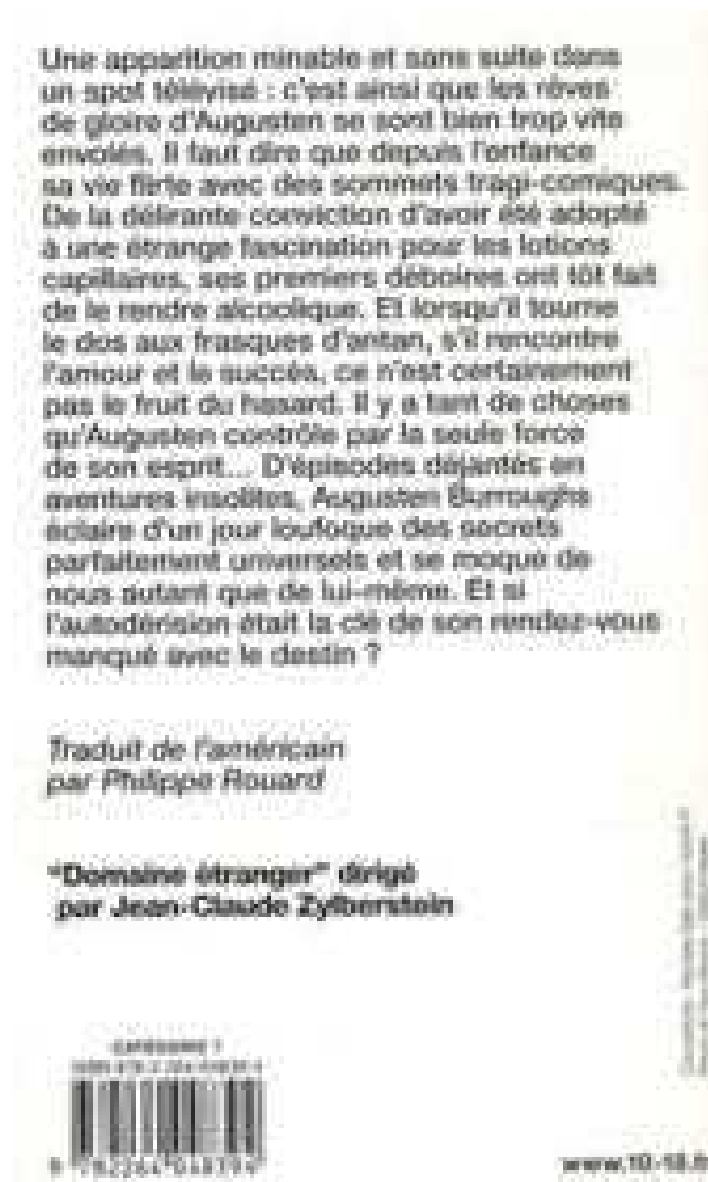 Une apparition minable et sans suite dans
un spot télévisé : c'est ainsi que les rêves
de gloire d'Augusten se sont bien trop vite
envolés. Il faut dire que depuis l'enfance
sa vie flirte avec des sommets tragi-comiques.
De la délirante conviction d'avoir été adopté
à une étrange fascination pour les lotions
capillaires, ses premiers déboires ont tôt fait
de le rendre alcoolique. Et lorsqu'il tourne
le dos aux frasques d'antan, s'il rencontre
l'amour et le succès, ce n'est certainement
pas le fruit du hasard. Il y a tant de choses
qu'Augusten contrôle par la seule force
de son esprit... D'épisodes déjantés en
aventures insolites, Augusten Burroughs
éclaire d'un jour loufoque des secrets
parfaitement universels et se moque de
nous autant que de lui-même. Et si
l'autodérision était la clé de son rendez-vous
manqué avec le destin ?
Traduit de l'américain
par Philippe Rouard
"Domaine étranger" dirigé
par Jean-Claude Zylberstein
CATÉGORIE 7
9 782264 048394
www.10-18.fr